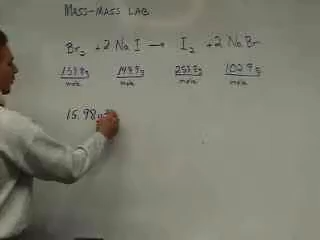 MASS-MASS LAB
Br₂ + 2 NaI → I₂ + 2 NaBr
159.8g 149.9g 253.8g 102.9g
mole mole mole mole
15.98g